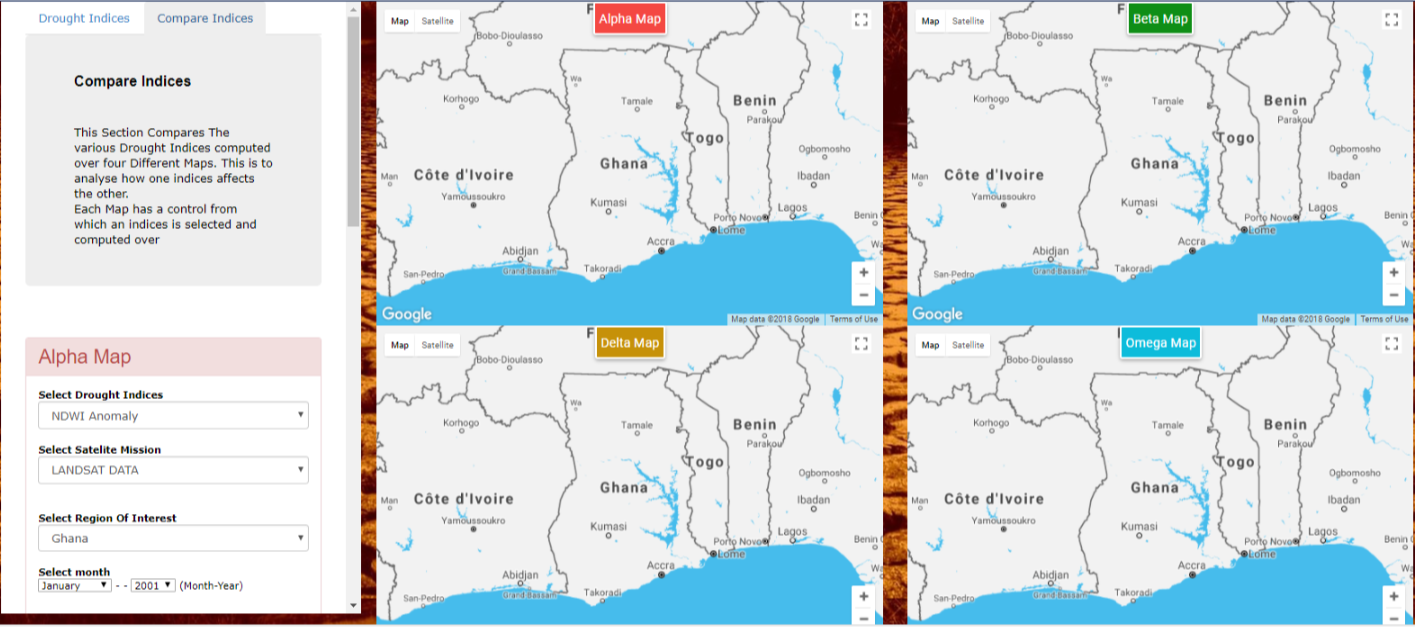 Drought Indices
Compare Indices
Compare Indices
This Section Compares The
various Drought Indices computed
over four Different Maps. This is to
analyse how one indices affects
the other.
Each Map has a control from
which an indices is selected and
computed over
Alpha Map
Select Drought Indices
NDWI Anomaly
Select Satelite Mission
LANDSAT DATA
Select Region Of Interest
Ghana
Select month
January - - 2001 (Month-Year)
Map Satellite
Alpha Map
Bobo-Dioulasso
Wa
Korhogo
Tamale
Benin
Parakou
Togo
Ogbomosho
Ghana
Man
Côte d'Ivoire
Ibadan
Yamoussoukro
Kumasi
Lagos
Porto Novo
Benin
Lome
Accra
Abidjan
San-Pedro
Grand-Bassam
Takoradi
Google
Map data ©2018 Google
Terms of Use
Map Satellite
Beta Map
Bobo-Dioulasso
Wa
Korhogo
Tamale
Benin
Parakou
Togo
Ogbomosho
Ghana
Man
Côte d'Ivoire
Ibadan
Yamoussoukro
Kumasi
Lagos
Porto Novo
Benin
Lome
Accra
Abidjan
San-Pedro
Grand-Bassam
Takoradi
Google
Map data ©2018 Google
Terms of Use
Map Satellite
Delta Map
Bobo-Dioulasso
Wa
Korhogo
Tamale
Benin
Parakou
Togo
Ogbomosho
Ghana
Man
Côte d'Ivoire
Ibadan
Yamoussoukro
Kumasi
Lagos
Porto Novo
Benin
Lome
Accra
Abidjan
San-Pedro
Grand-Bassam
Takoradi
Map Satellite
Omega Map
Bobo-Dioulasso
Wa
Korhogo
Tamale
Benin
Parakou
Togo
Ogbomosho
Ghana
Man
Côte d'Ivoire
Ibadan
Yamoussoukro
Kumasi
Lagos
Porto Novo
Benin
Lome
Accra
Abidjan
San-Pedro
Grand-Bassam
Takoradi